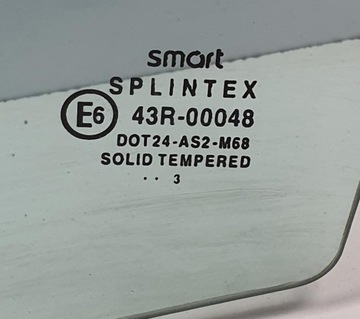 smart
SPLINTEX
E6 43R-00048
DOT24-AS2-M68
SOLID TEMPERED
·· 3